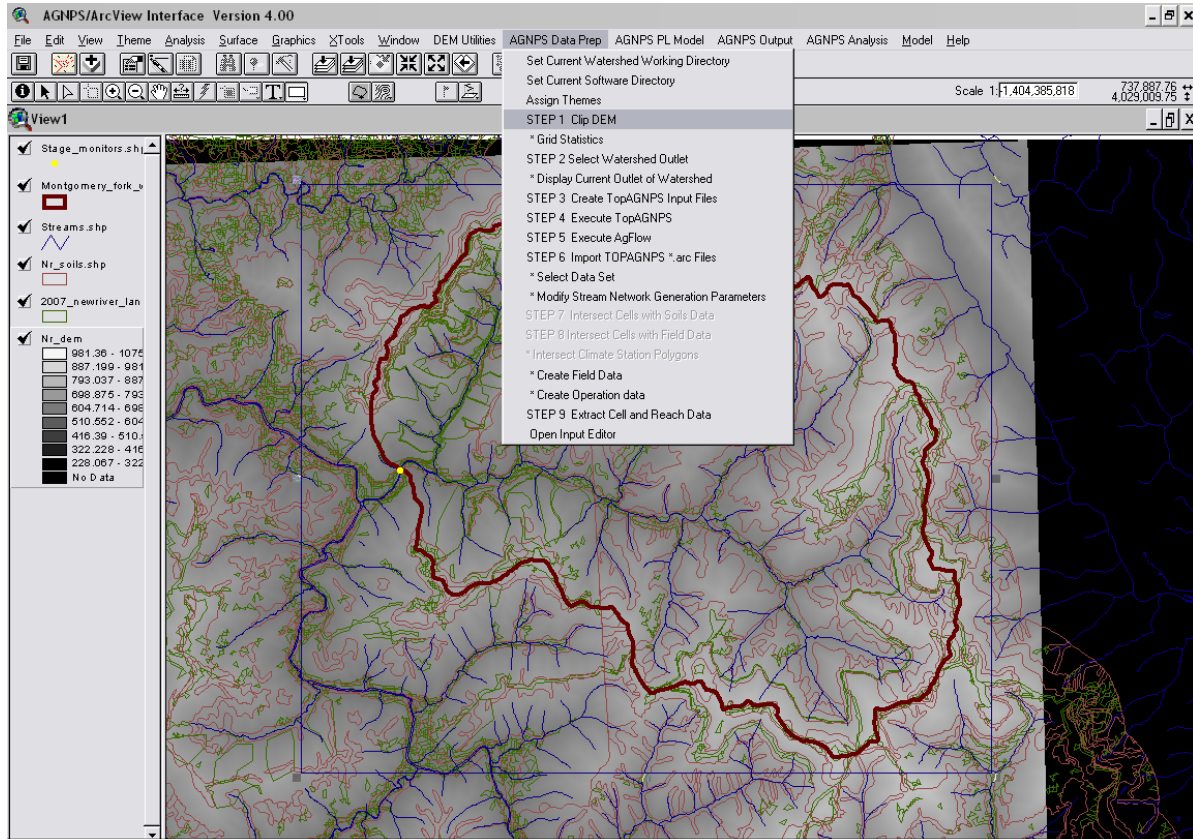 AGNPS/ArcView Interface Version 4.00
File Edit View Theme Analysis Surface Graphics XTools Window DEM Utilities AGNPS Data Prep AGNPS PL Model AGNPS Output AGNPS Analysis Model Help
Scale 1: -1,404,385,818
737,887.76
4,029,009.75
View1
Stage_monitors.sh
Montgomery_fork_
Streams.shp
Nr_soils.shp
2007_newriver_lan
Nr_dem
981.36 - 1075
887.199 - 981
793.037 - 887
698.875 - 793
604.714 - 698
510.552 - 604
416.39 - 510.
322.228 - 416
228.067 - 322
No Data
Set Current Watershed Working Directory
Set Current Software Directory
Assign Themes
STEP 1 Clip DEM
* Grid Statistics
STEP 2 Select Watershed Outlet
* Display Current Outlet of Watershed
STEP 3 Create TopAGNPS Input Files
STEP 4 Execute TopAGNPS
STEP 5 Execute AgFlow
STEP 6 Import TOPAGNPS *.arc Files
* Select Data Set
* Modify Stream Network Generation Parameters
STEP 7 Intersect Cells with Soils Data
STEP 8 Intersect Cells with Field Data
* Intersect Climate Station Polygons
* Create Field Data
* Create Operation data
STEP 9 Extract Cell and Reach Data
Open Input Editor